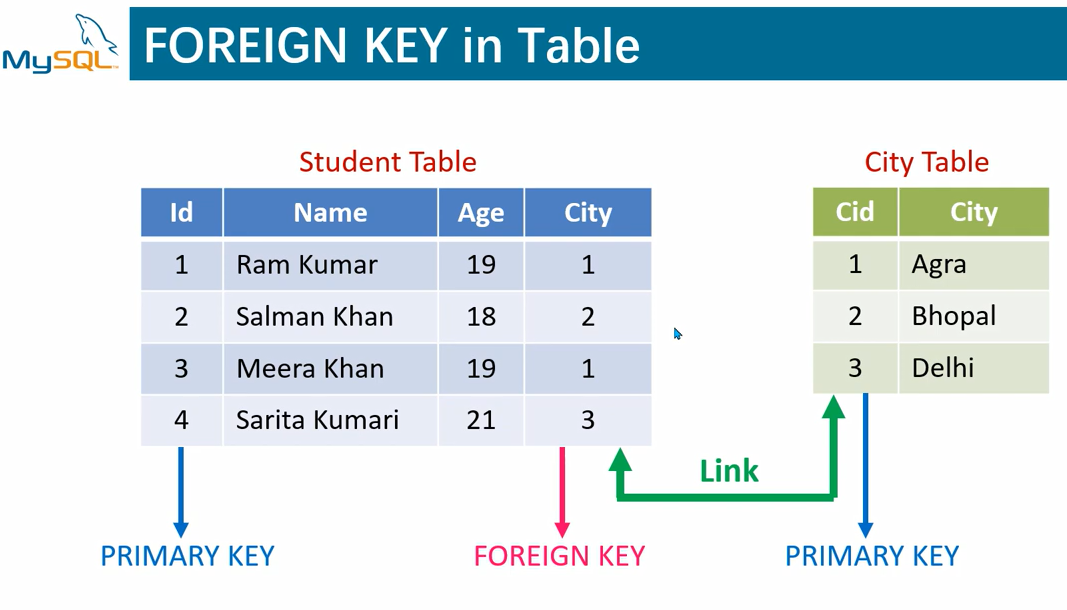 MySQL™
FOREIGN KEY in Table
Student Table
Id Name Age City
1 Ram Kumar 19 1
2 Salman Khan 18 2
3 Meera Khan 19 1
4 Sarita Kumari 21 3
City Table
Cid City
1 Agra
2 Bhopal
3 Delhi
Link
PRIMARY KEY
FOREIGN KEY
PRIMARY KEY